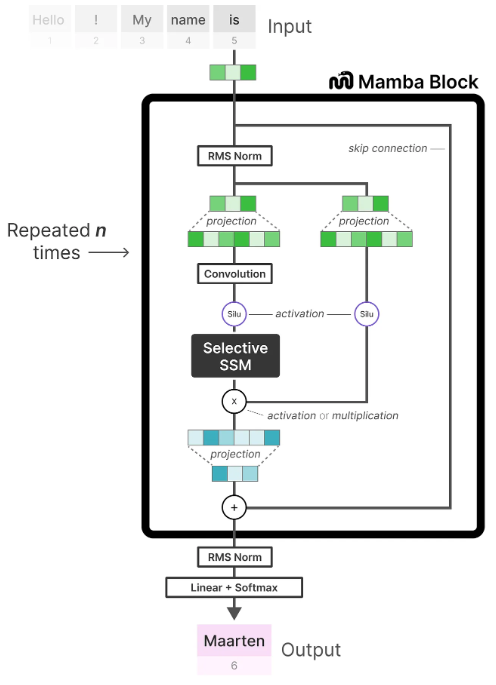 Hello ! My name is Input
1 2 3 4 5
Mamba Block
skip connection
RMS Norm
projection projection
Repeated n
times
Convolution
Silu activation Silu
Selective
SSM
x
activation or multiplication
projection
+
RMS Norm
Linear + Softmax
Maarten Output
6